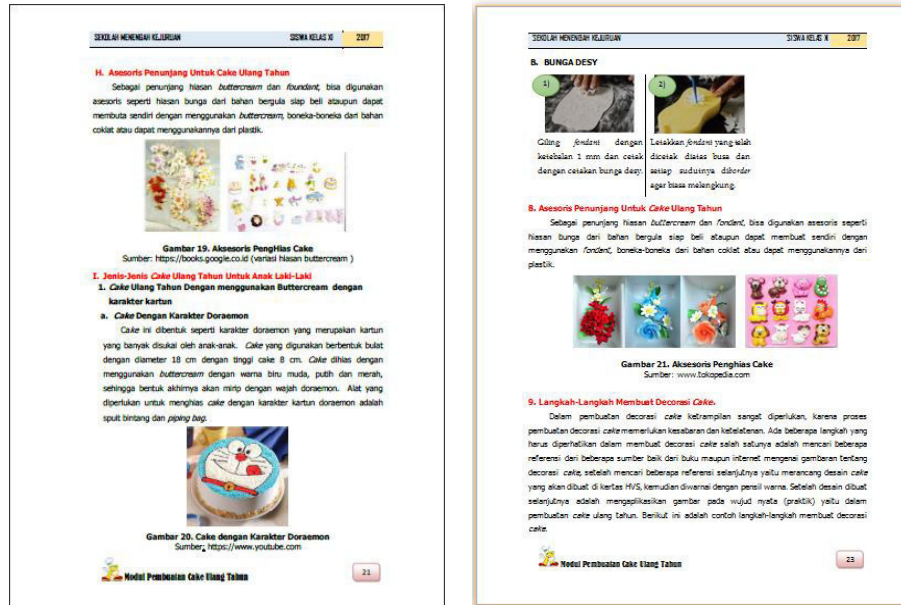 SEKOLAH MENENGAH KEJURUAN SISWA KELAS XI 2017
H. Asesoris Penunjang Untuk Cake Ulang Tahun
Sebagai penunjang hiasan buttercream dan foundant, bisa digunakan
asesoris seperti hiasan bunga dari bahan bergula siap beli ataupun dapat
membuta sendiri dengan menggunakan buttercream, boneka-boneka dari bahan
coklat atau dapat menggunakannya dari plastik.
Gambar 19. Aksesoris PengHias Cake
Sumber: https://books.google.co.id (variasi hiasan buttercream )
I. Jenis-Jenis Cake Ulang Tahun Untuk Anak Laki-Laki
1. Cake Ulang Tahun Dengan menggunakan Buttercream dengan
karakter kartun
a. Cake Dengan Karakter Doraemon
Cake ini dibentuk seperti karakter doraemon yang merupakan kartun
yang banyak disukai oleh anak-anak. Cake yang digunakan berbentuk bulat
dengan diameter 18 cm dengan tinggi cake 8 cm. Cake dihias dengan
menggunakan buttercream dengan warna biru muda, putih dan merah,
sehingga bentuk akhirnya akan mirip dengan wajah doraemon. Alat yang
diperlukan untuk menghias cake dengan karakter kartun doraemon adalah
spuit bintang dan piping bag.
Gambar 20. Cake dengan Karakter Doraemon
Sumber: https://www.youtube.com
Modul Pembuatan Cake Ulang Tahun 21
SEKOLAH MENENGAH KEJURUAN SISWA KELAS XI 2017
B. BUNGA DESY
1) 2)
Giling fondant dengan
ketebalan 1 mm dan cetak
dengan cetakan bunga desy.
Letakkan fondant yang telah
dicetak diatas busa dan
setiap sudutnya diborder
agar biasa melengkung.
8. Asesoris Penunjang Untuk Cake Ulang Tahun
Sebagai penunjang hiasan buttercream dan fondant, bisa digunakan asesoris seperti
hiasan bunga dari bahan bergula siap beli ataupun dapat membuat sendiri dengan
menggunakan fondant, boneka-boneka dari bahan coklat atau dapat menggunakannya dari
plastik.
Gambar 21. Aksesoris Penghias Cake
Sumber: www.tokopedia.com
9. Langkah-Langkah Membuat Decorasi Cake.
Dalam pembuatan decorasi cake ketrampilan sangat diperlukan, karena proses
pembuatan decorasi cake memerlukan kesabaran dan ketelatenan. Ada beberapa langkah yang
harus diperhatikan dalam membuat decorasi cake salah satunya adalah mencari beberapa
referensi dari beberapa sumber baik dari buku maupun internet mengenai gambaran tentang
decorasi cake, setelah mencari beberapa referensi selanjutnya yaitu merancang desain cake
yang akan dibuat di kertas HVS, kemudian diwarnai dengan pensil warna. Setelah desain dibuat
selanjutnya adalah mengaplikasikan gambar pada wujud nyata (praktik) yaitu dalam
pembuatan cake ulang tahun. Berikut ini adalah contoh langkah-langkah membuat decorasi
cake.
Modul Pembuatan Cake Ulang Tahun 23